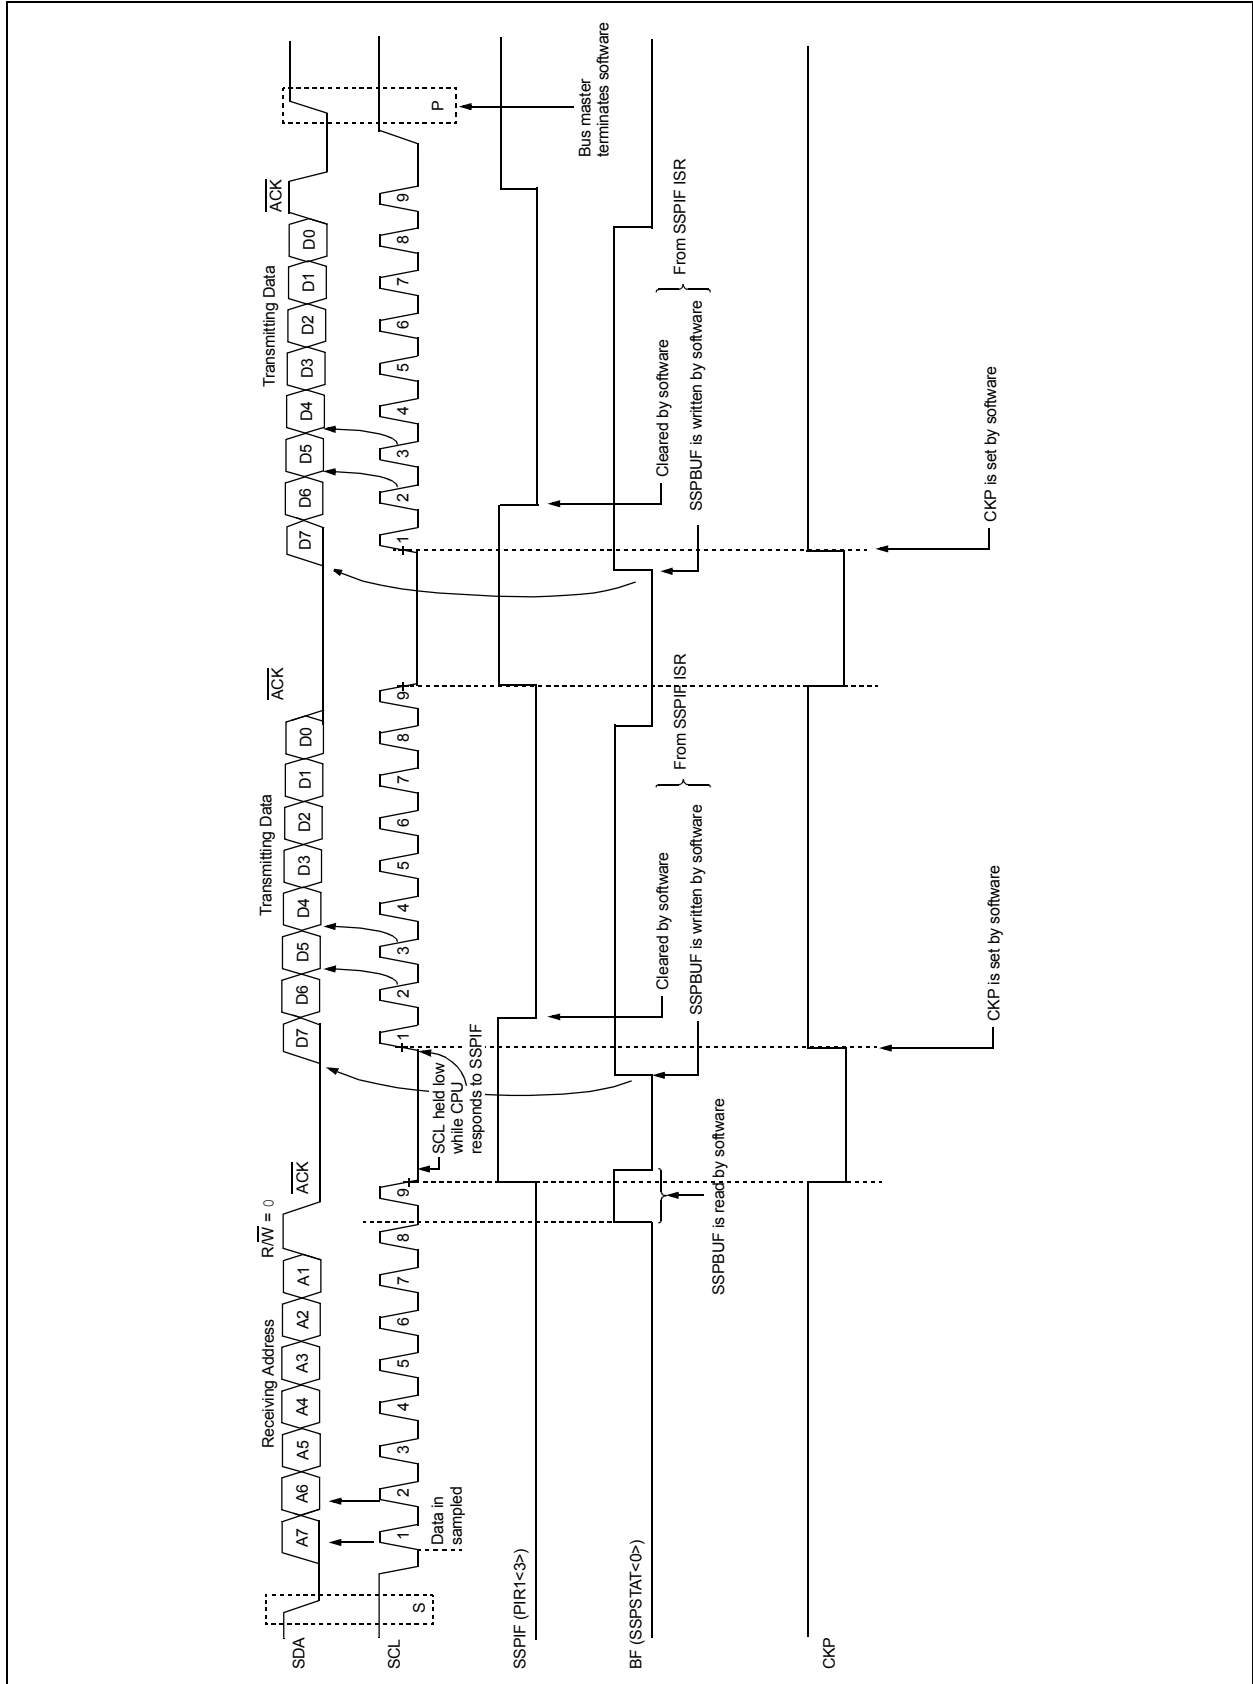 Receiving Address
R/W = 0
ACK
Transmitting Data
ACK
Transmitting Data
ACK
SDA
A7 A6 A5 A4 A3 A2 A1
D7 D6 D5 D4 D3 D2 D1 D0
D7 D6 D5 D4 D3 D2 D1 D0
SCL
S
1 2 3 4 5 6 7 8 9
1 2 3 4 5 6 7 8 9
1 2 3 4 5 6 7 8 9
P
Data in
sampled
SCL held low
while CPU
responds to SSPIF
SSPIF (PIR1<3>)
Bus master
terminates software
BF (SSPSTAT<0>)
Cleared by software
Cleared by software
SSPBUF is written by software
From SSPIF ISR
SSPBUF is written by software
From SSPIF ISR
SSPBUF is read by software
CKP
CKP is set by software
CKP is set by software